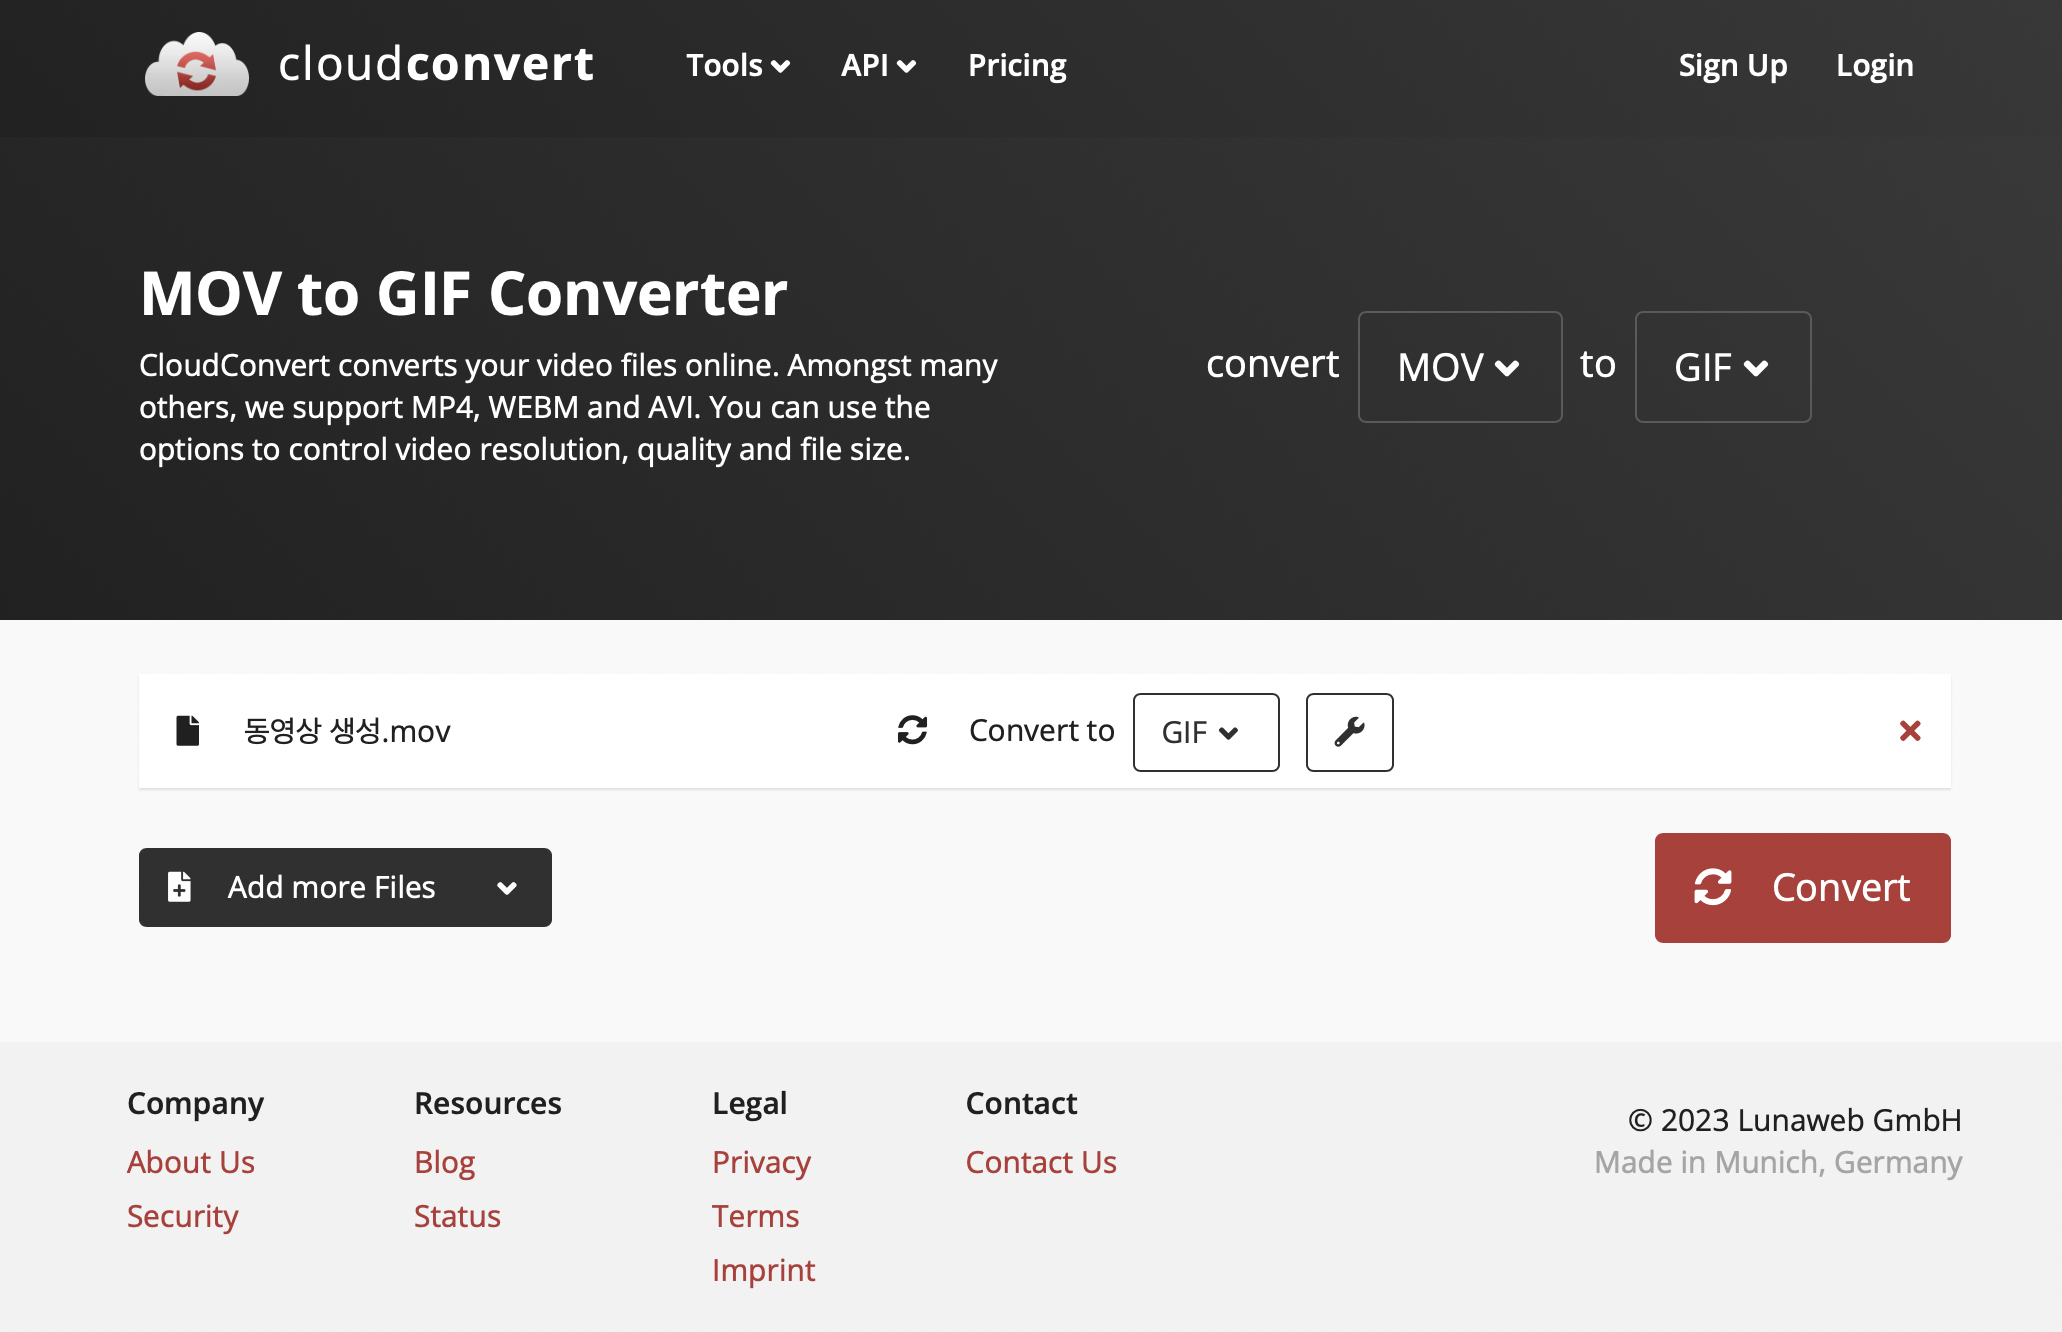 cloudconvert
Tools
API
Pricing
Sign Up
Login
MOV to GIF Converter
CloudConvert converts your video files online. Amongst many
others, we support MP4, WEBM and AVI. You can use the
options to control video resolution, quality and file size.
convert MOV to GIF
동영상 생성.mov
Convert to GIF
Add more Files
Convert
Company
About Us
Security
Resources
Blog
Status
Legal
Privacy
Terms
Imprint
Contact
Contact Us
© 2023 Lunaweb GmbH
Made in Munich, Germany